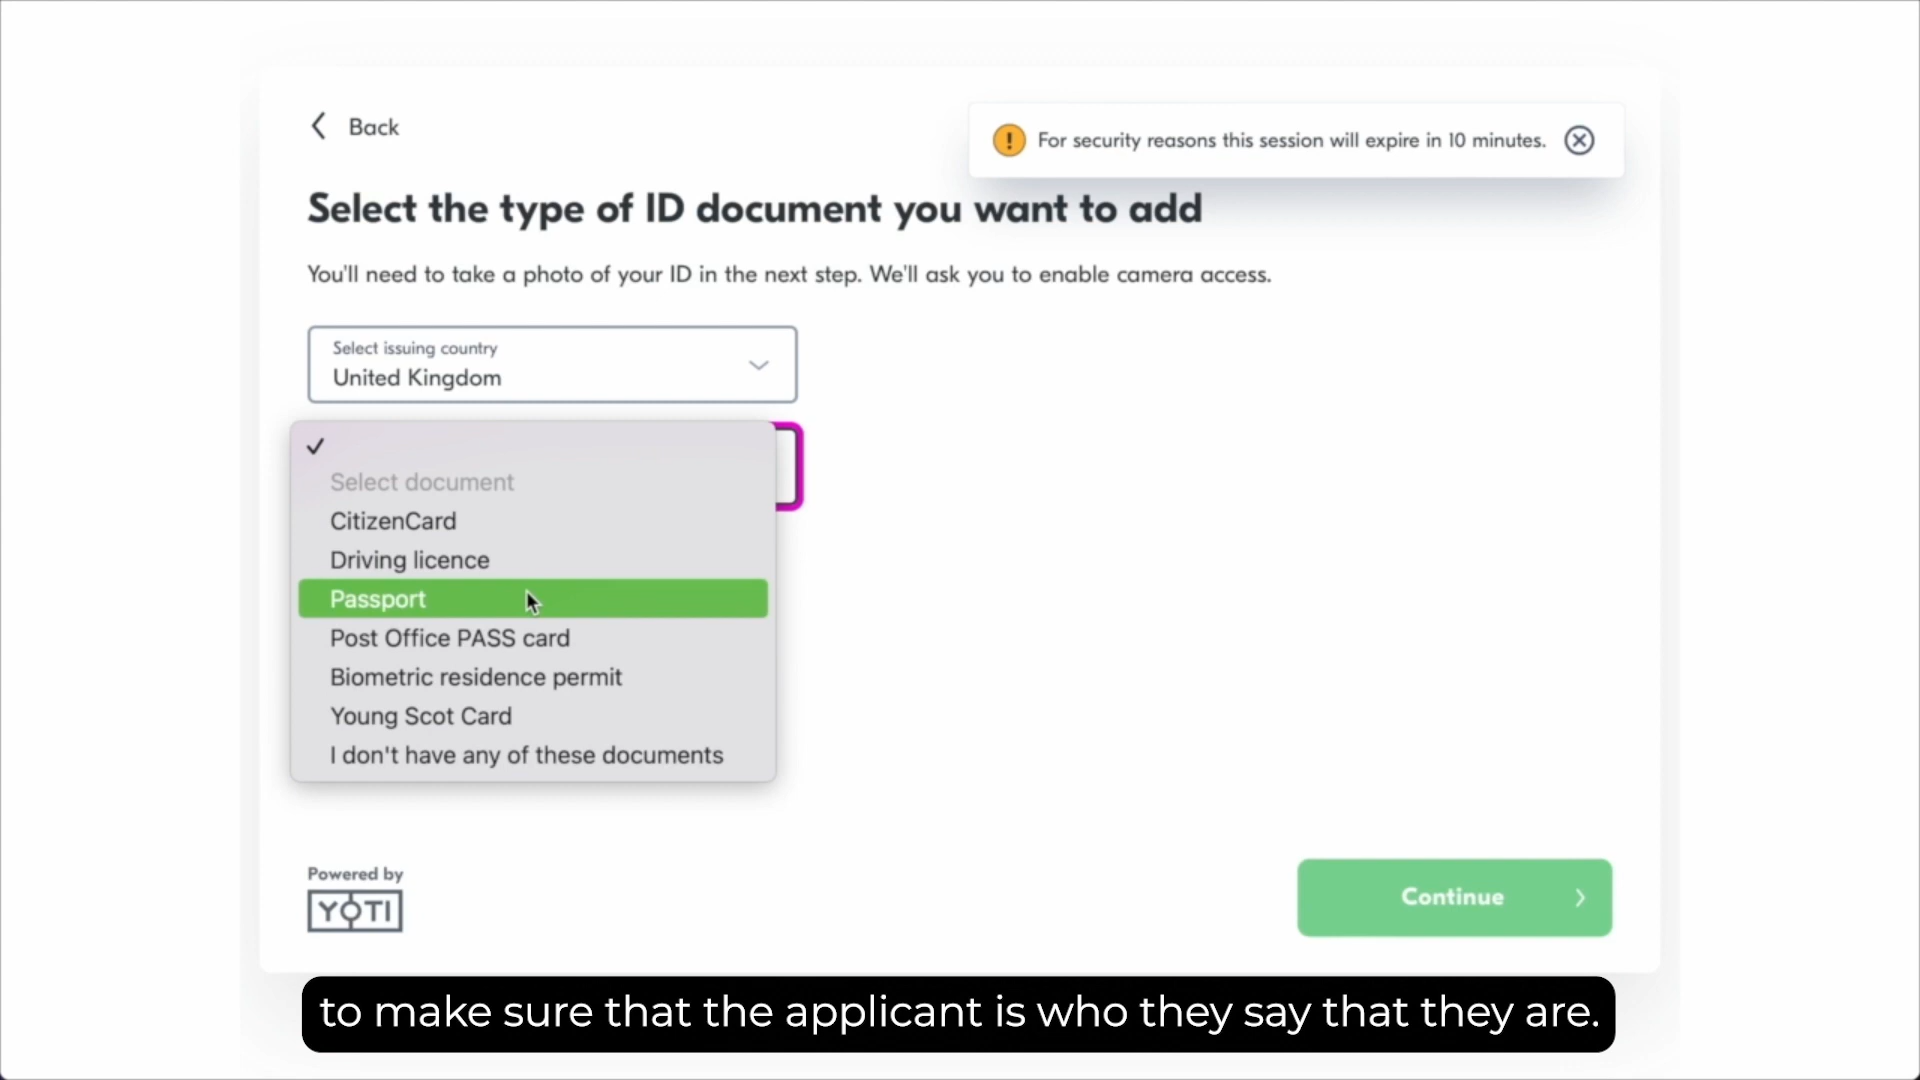 Back
For security reasons this session will expire in 10 minutes.
Select the type of ID document you want to add
You'll need to take a photo of your ID in the next step. We'll ask you to enable camera access.
Select issuing country
United Kingdom
Select document
CitizenCard
Driving licence
Passport
Post Office PASS card
Biometric residence permit
Young Scot Card
I don't have any of these documents
Powered by
YOTI
Continue
to make sure that the applicant is who they say that they are.